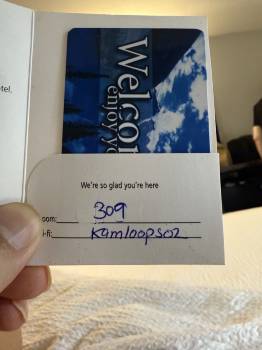 tel.
Welco
enjoy yo
We're so glad you're here
oom: 309
i-fi: Kamloops02